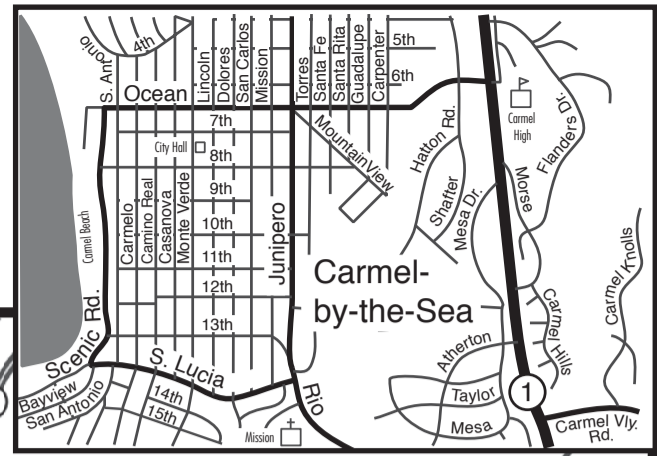 S. Antonio
4th
Lincoln
Dolores
San Carlos
Mission
Torres
Santa Fe
Santa Rita
Guadalupe
Carpenter
5th
6th
S. Ant
Ocean
7th
City Hall
8th
Mountain View
Hatton Rd.
Carmel
High
Flanders Dr.
Carmel Beach
Carmelo
Camino Real
Casanova
Monte Verde
9th
10th
11th
12th
13th
Junipero
Shafter
Mesa Dr.
Morse
Carmel-
by-the-Sea
Carmel Knolls
Carmel Hills
Scenic Rd.
S. Lucia
Atherton
Taylor
Mesa
1
Bayview
San Antonio
14th
15th
Mission
Rio
Carmel Vly.
Rd.